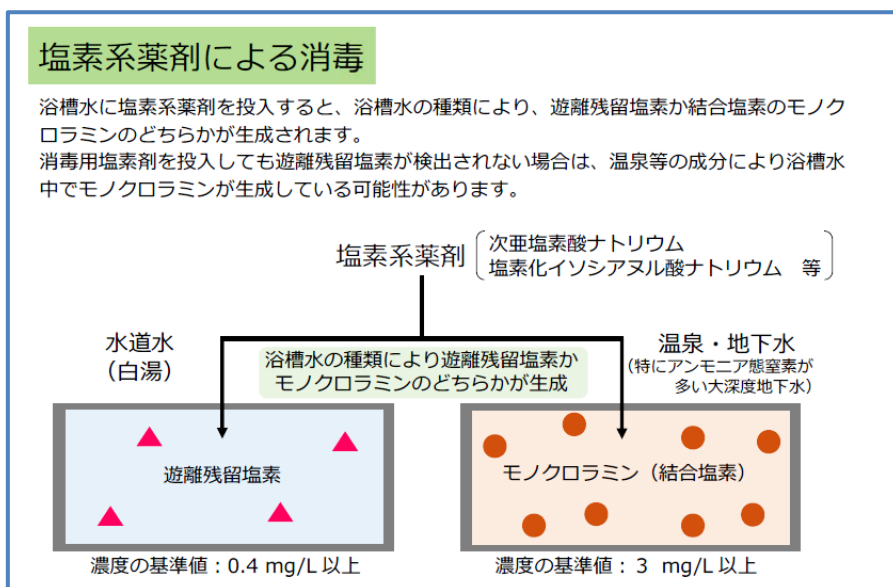 塩素系薬剤による消毒
浴槽水に塩素系薬剤を投入すると、浴槽水の種類により、遊離残留塩素か結合塩素のモノク
ロラミンのどちらかが生成されます。
消毒用塩素剤を投入しても遊離残留塩素が検出されない場合は、温泉等の成分により浴槽水
中でモノクロラミンが生成している可能性があります。
塩素系薬剤
次亜塩素酸ナトリウム
塩素化イソシアヌル酸ナトリウム 等
水道水
(白湯)
浴槽水の種類により遊離残留塩素か
モノクロラミンのどちらかが生成
温泉・地下水
(特にアンモニア態窒素が
多い大深度地下水)
遊離残留塩素
モノクロラミン(結合塩素)
濃度の基準値:0.4 mg/L 以上
濃度の基準値:3 mg/L 以上